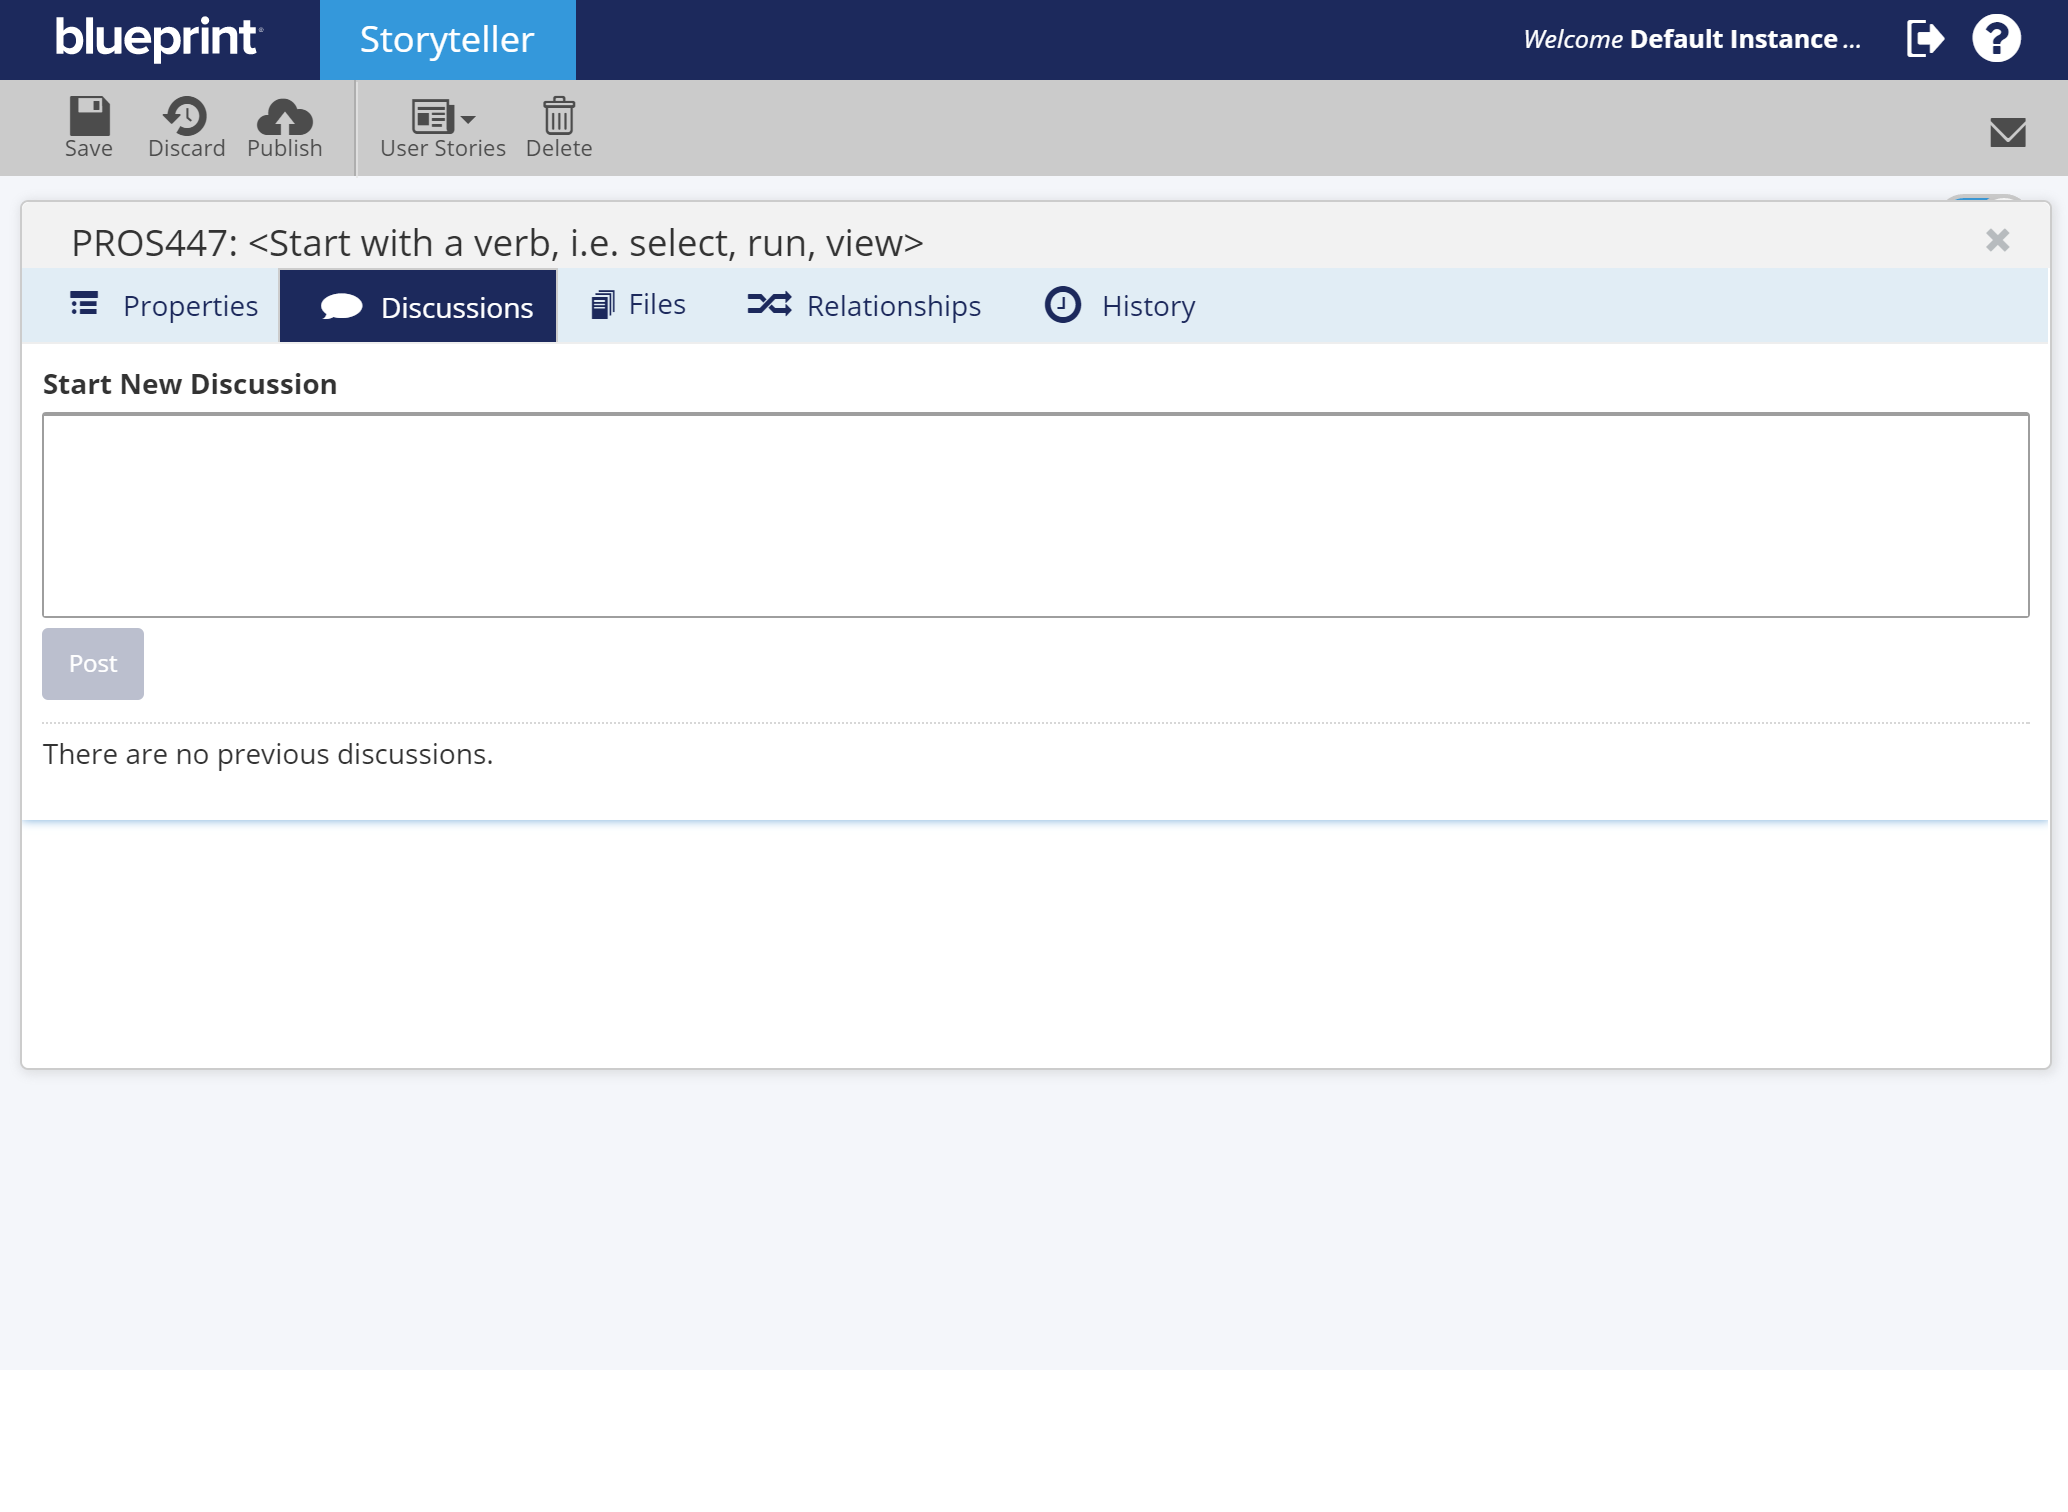 blueprint
Storyteller
Welcome Default Instance ...
Save
Discard
Publish
User Stories
Delete
PROS447: <Start with a verb, i.e. select, run, view>
Properties
Discussions
Files
Relationships
History
Start New Discussion
Post
There are no previous discussions.